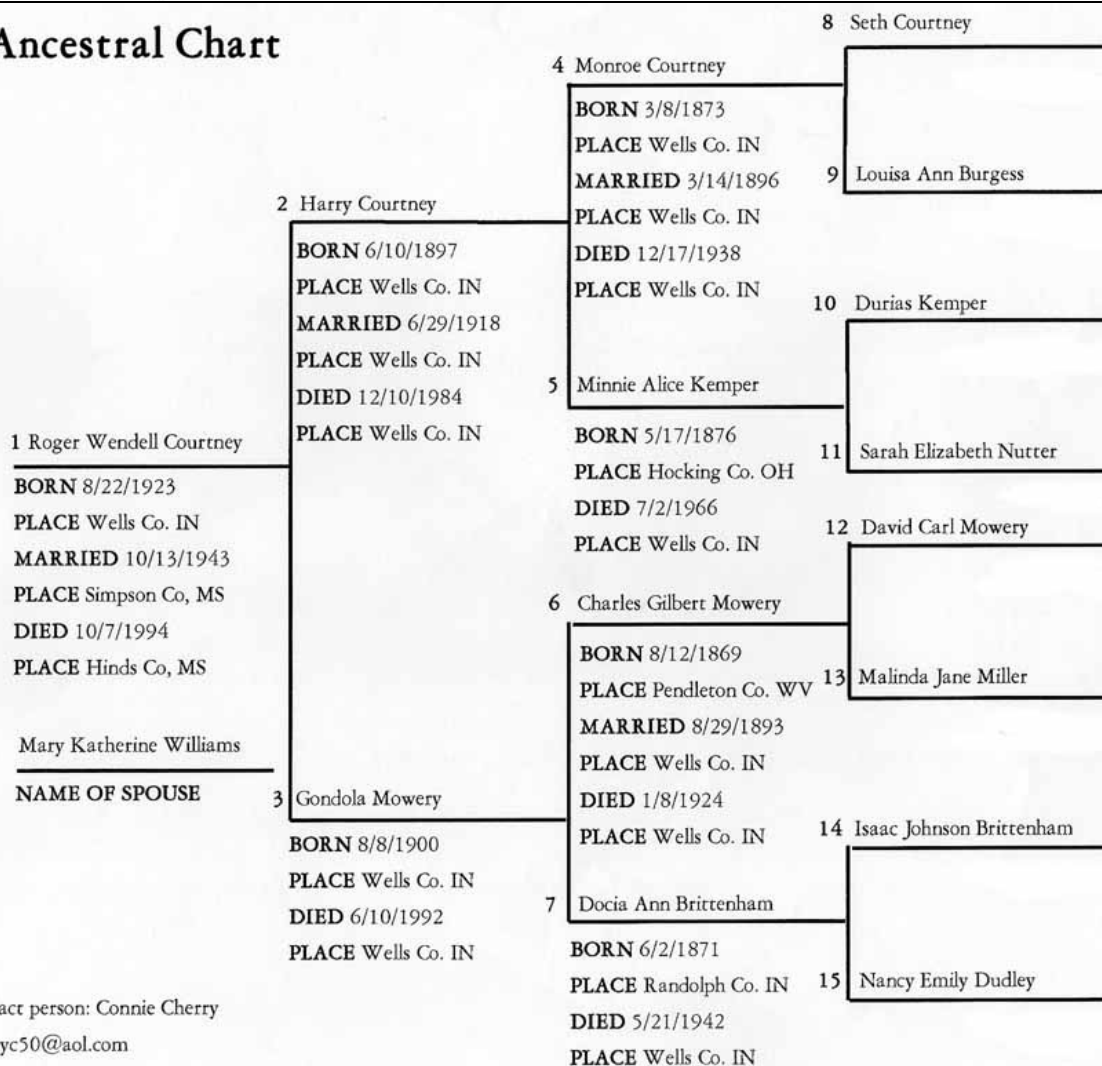 Ancestral Chart
8 Seth Courtney
4 Monroe Courtney
BORN 3/8/1873
PLACE Wells Co. IN
MARRIED 3/14/1896
PLACE Wells Co. IN
DIED 12/17/1938
PLACE Wells Co. IN
9 Louisa Ann Burgess
2 Harry Courtney
BORN 6/10/1897
PLACE Wells Co. IN
MARRIED 6/29/1918
PLACE Wells Co. IN
DIED 12/10/1984
PLACE Wells Co. IN
10 Durias Kemper
5 Minnie Alice Kemper
BORN 5/17/1876
PLACE Hocking Co. OH
DIED 7/2/1966
PLACE Wells Co. IN
11 Sarah Elizabeth Nutter
1 Roger Wendell Courtney
BORN 8/22/1923
PLACE Wells Co. IN
MARRIED 10/13/1943
PLACE Simpson Co, MS
DIED 10/7/1994
PLACE Hinds Co, MS
12 David Carl Mowery
6 Charles Gilbert Mowery
BORN 8/12/1869
PLACE Pendleton Co. WV
MARRIED 8/29/1893
PLACE Wells Co. IN
DIED 1/8/1924
PLACE Wells Co. IN
13 Malinda Jane Miller
Mary Katherine Williams
NAME OF SPOUSE
3 Gondola Mowery
BORN 8/8/1900
PLACE Wells Co. IN
DIED 6/10/1992
PLACE Wells Co. IN
14 Isaac Johnson Brittenham
7 Docia Ann Brittenham
BORN 6/2/1871
PLACE Randolph Co. IN
DIED 5/21/1942
PLACE Wells Co. IN
15 Nancy Emily Dudley
act person: Connie Cherry
yc50@aol.com